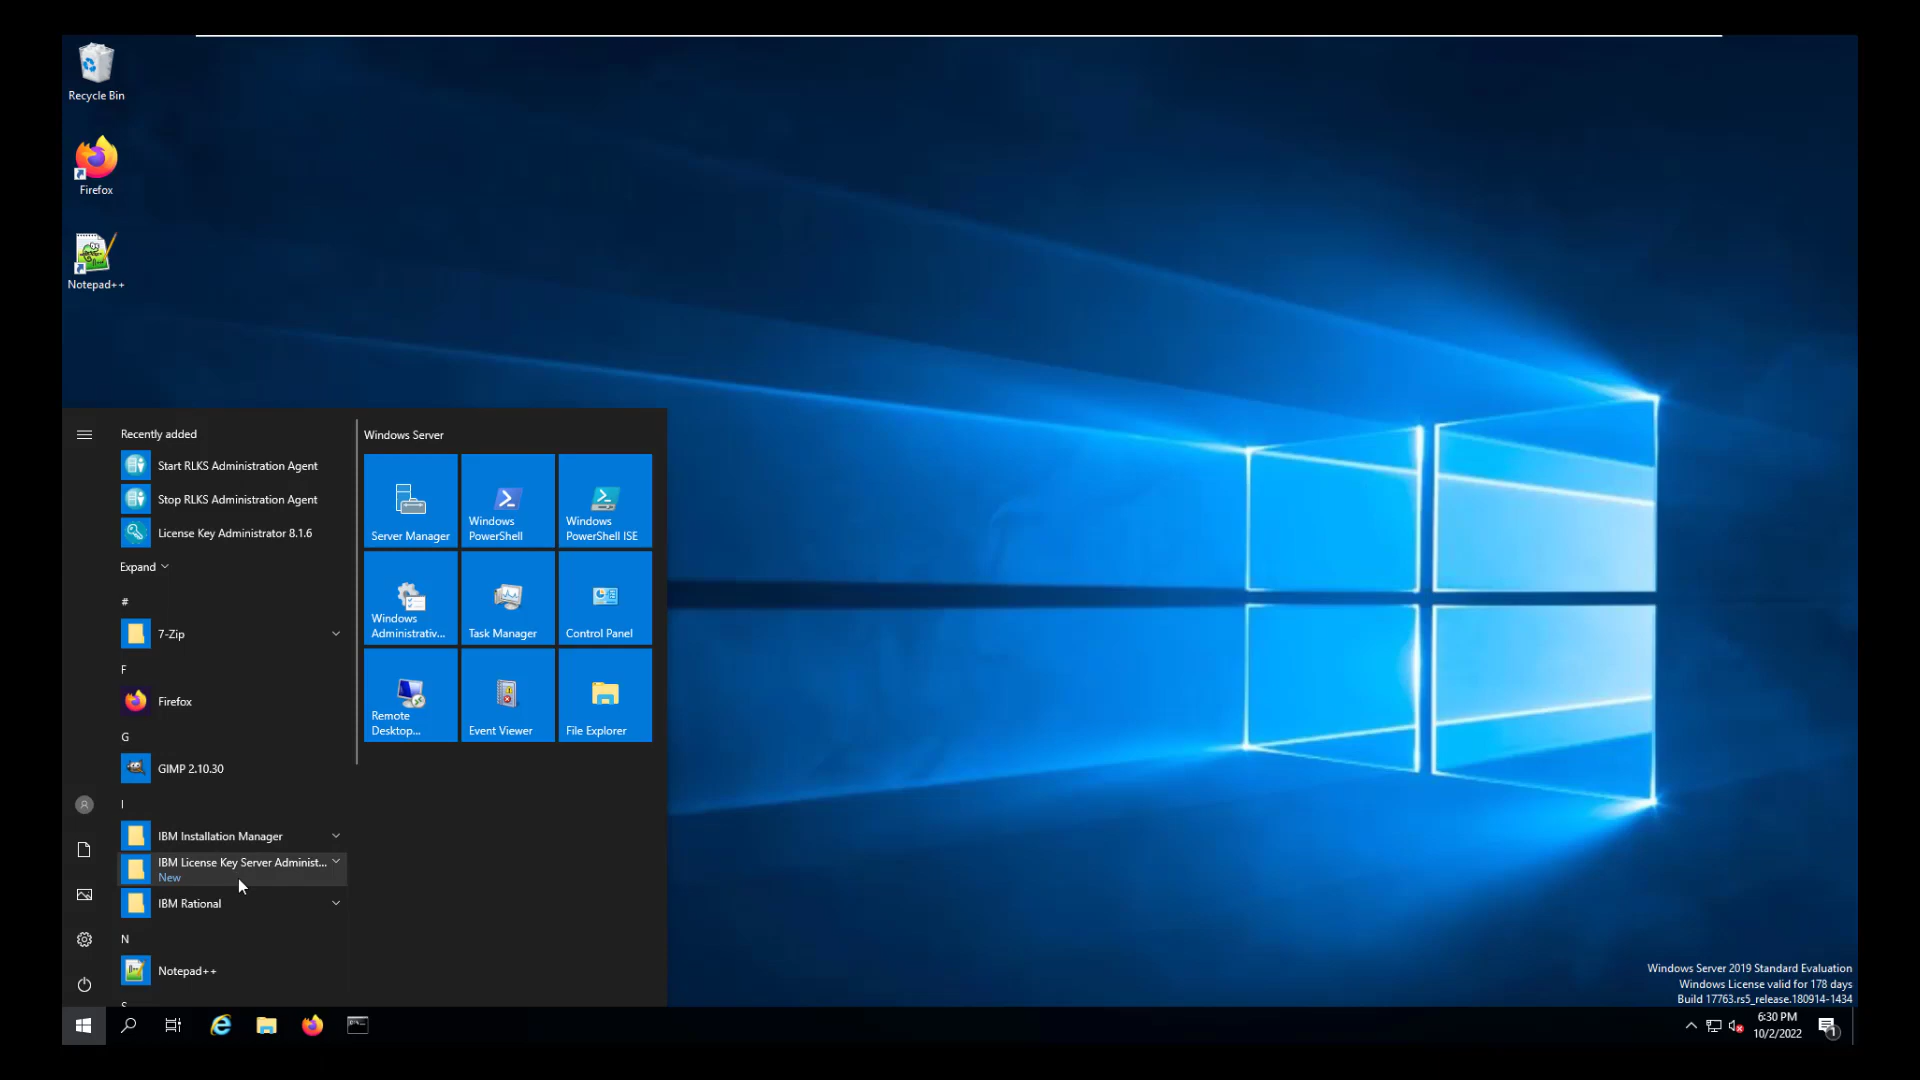 Recycle Bin
Firefox
Notepad++
Recently added
Start RLKS Administration Agent
Stop RLKS Administration Agent
License Key Administrator 8.1.6
Expand
#
7-Zip
F
Firefox
G
GIMP 2.10.30
I
IBM Installation Manager
IBM License Key Server Administ...
New
IBM Rational
N
Notepad++
Windows Server
Server Manager
Windows
PowerShell
Windows
PowerShell ISE
Windows
Administrativ...
Task Manager
Control Panel
Remote
Desktop...
Event Viewer
File Explorer
Windows Server 2019 Standard Evaluation
Windows License valid for 178 days
Build 17763.rs5_release.180914-1434
6:30 PM
10/2/2022
1